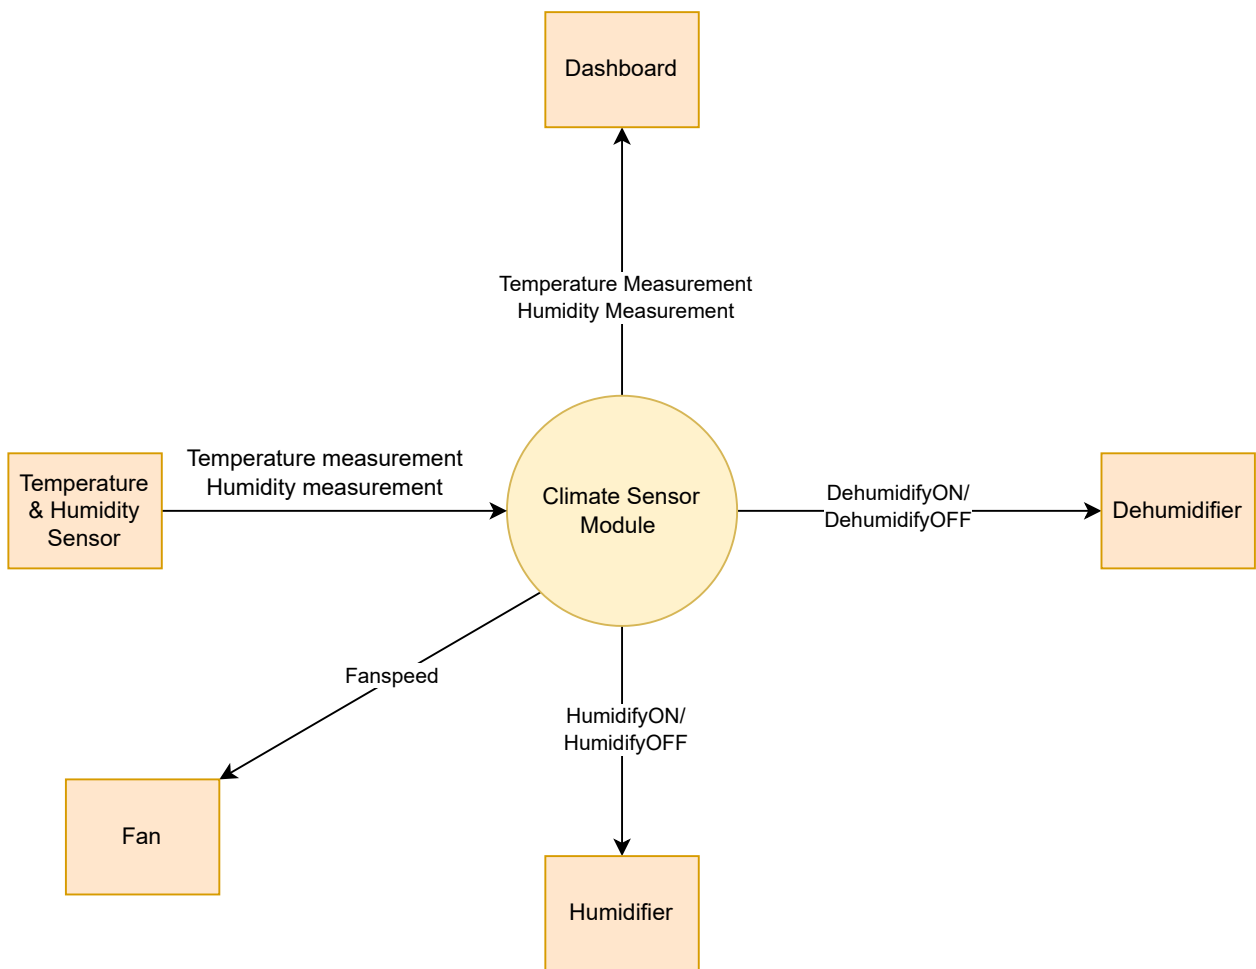 Dashboard
Temperature Measurement
Humidity Measurement
Temperature
& Humidity
Sensor
Temperature measurement
Humidity measurement
Climate Sensor
Module
DehumidifyON/
DehumidifyOFF
Dehumidifier
Fanspeed
HumidifyON/
HumidifyOFF
Fan
Humidifier